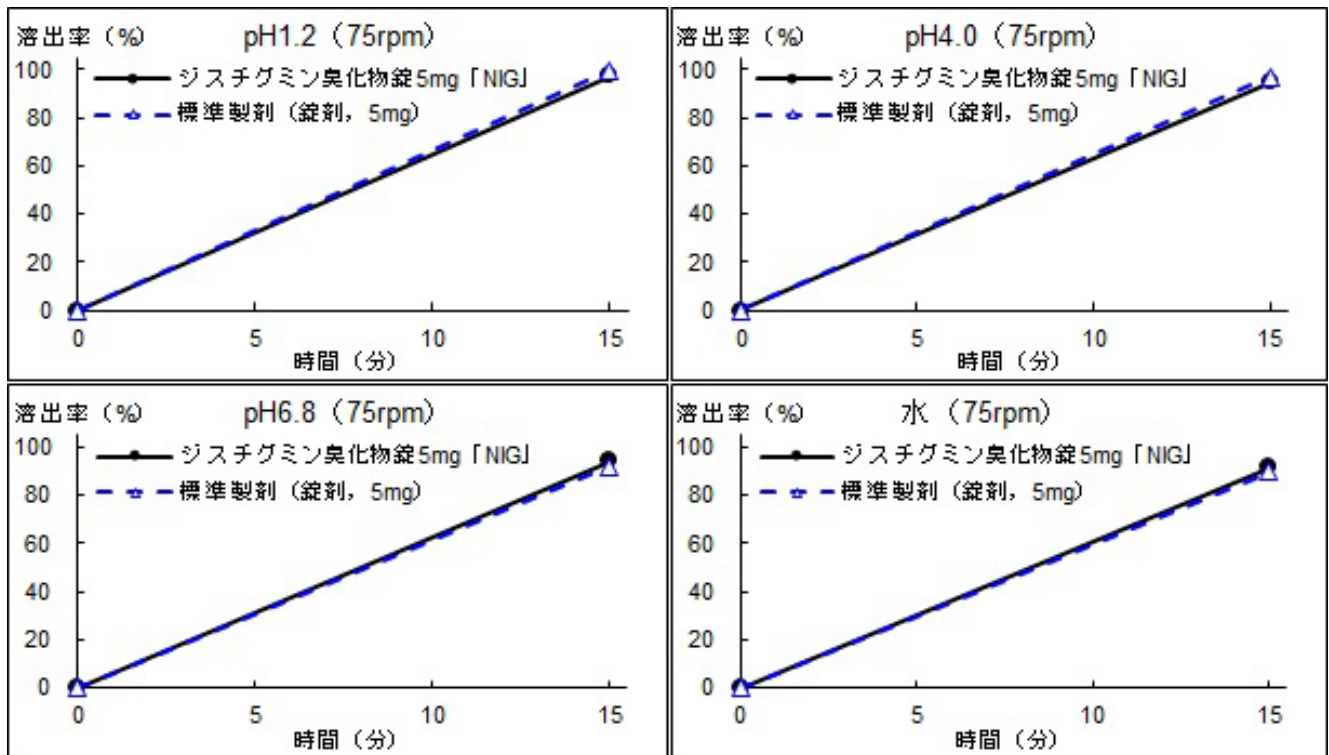 溶出率（%） pH1.2（75rpm）
ジスチグミン臭化物錠5mg「NIG」
標準製剤（錠剤，5mg）
100
80
60
40
20
0
0 5 10 15
時間（分）
溶出率（%） pH4.0（75rpm）
ジスチグミン臭化物錠5mg「NIG」
標準製剤（錠剤，5mg）
100
80
60
40
20
0
0 5 10 15
時間（分）
溶出率（%） pH6.8（75rpm）
ジスチグミン臭化物錠5mg「NIG」
標準製剤（錠剤，5mg）
100
80
60
40
20
0
0 5 10 15
時間（分）
溶出率（%） 水（75rpm）
ジスチグミン臭化物錠5mg「NIG」
標準製剤（錠剤，5mg）
100
80
60
40
20
0
0 5 10 15
時間（分）